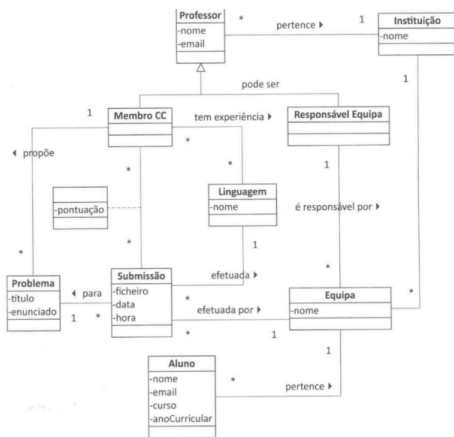 Professor
-nome
-email
*
pertence
1
Instituição
-nome
pode ser
1
1
Membro CC
tem experiência
Responsável Equipa
*
*
1
propõe
*
*
Linguagem
-nome
é responsável por
-pontuação
*
1
*
Problema
-título
-enunciado
para
1
*
Submissão
-ficheiro
-data
-hora
efetuada
*
efetuada por
*
1
*
Equipa
-nome
*
1
Aluno
-nome
-email
-curso
-anoCurricular
*
pertence